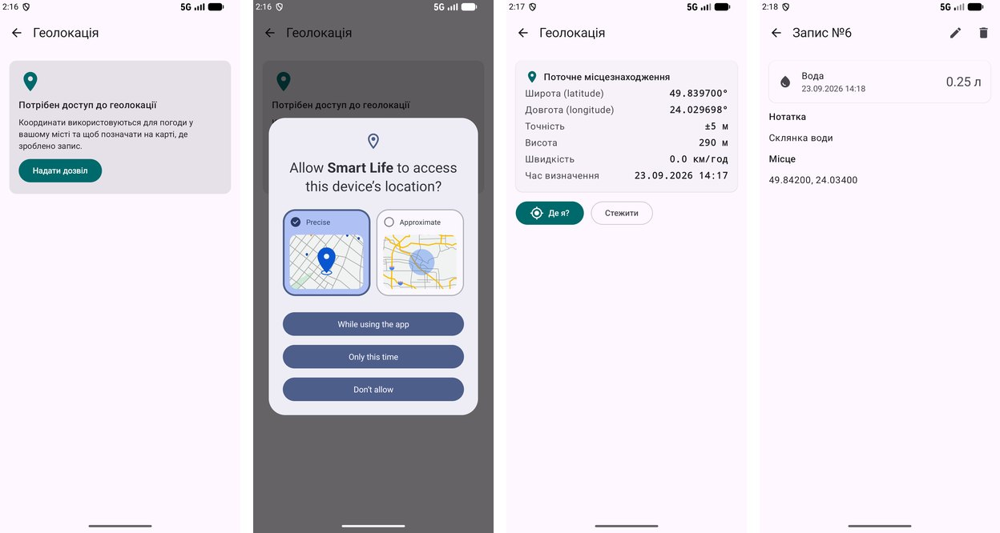 2:16
5G
Геолокація
Потрібен доступ до геолокації
Координати використовуються для погоди у
вашому місті та щоб позначати на карті, де
зроблено запис.
Надати дозвіл
2:16
5G
Геолокація
Потрібен доступ до геолокації
Allow Smart Life to access
this device’s location?
Precise
Approximate
While using the app
Only this time
Don’t allow
2:17
5G
Геолокація
Поточне місцезнаходження
Широта (latitude) 49.839700°
Довгота (longitude) 24.029698°
Точність ±5 м
Висота 290 м
Швидкість 0.0 км/год
Час визначення 23.09.2026 14:17
Де я?
Стежити
2:18
5G
Запис №6
Вода
23.09.2026 14:18
0.25 л
Нотатка
Склянка води
Місце
49.84200, 24.03400